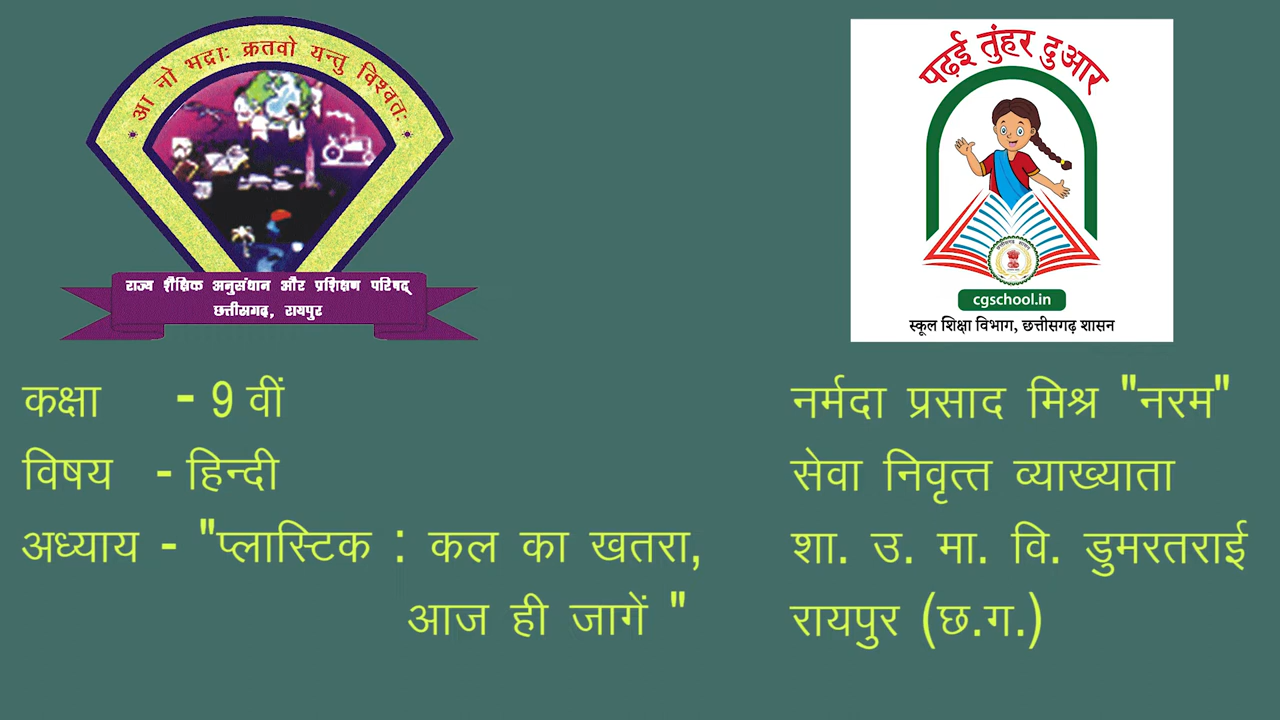 आ नो भद्राः क्रतवो यन्तु विश्वतः
राज्य शैक्षिक अनुसंधान और प्रशिक्षण परिषद्
छत्तीसगढ, रायपुर
पढ़ई तुंहर दुआर
cgschool.in
स्कूल शिक्षा विभाग, छत्तीसगढ़ शासन
कक्षा - 9 वीं
विषय - हिन्दी
अध्याय - "प्लास्टिक : कल का खतरा,
आज ही जागें "
नर्मदा प्रसाद मिश्र "नरम"
सेवा निवृत्त व्याख्याता
शा. उ. मा. वि. डुमरतराई
रायपुर (छ.ग.)